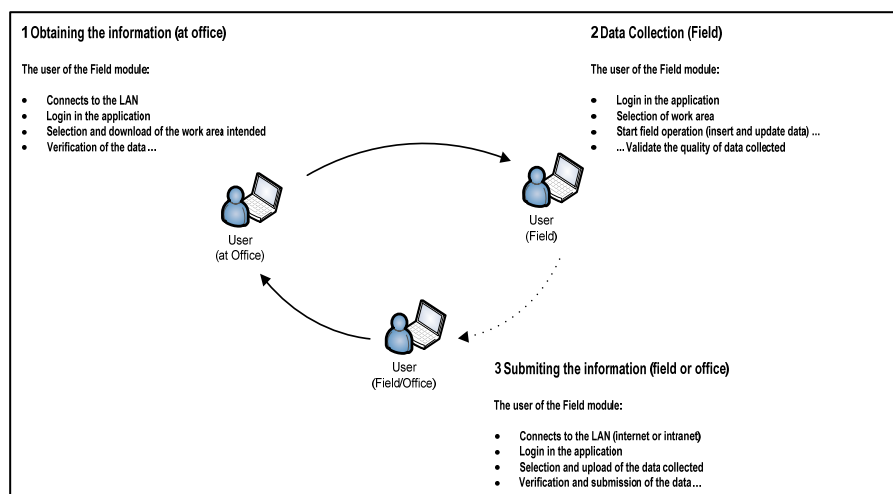 1 Obtaining the information (at office)
The user of the Field module:
• Connects to the LAN
• Login in the application
• Selection and download of the work area intended
• Verification of the data ...
2 Data Collection (Field)
The user of the Field module:
• Login in the application
• Selection of work area
• Start field operation (insert and update data) ...
• ... Validate the quality of data collected
User
(at Office)
User
(Field)
User
(Field/Office)
3 Submiting the information (field or office)
The user of the Field module:
• Connects to the LAN (internet or intranet)
• Login in the application
• Selection and upload of the data collected
• Verification and submission of the data ...